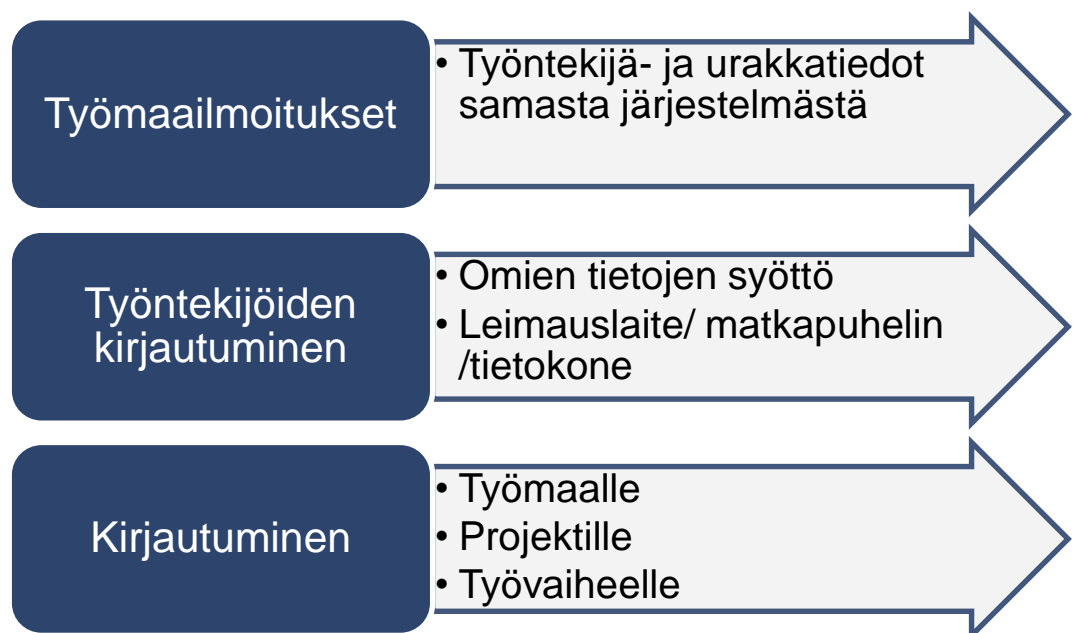 Työmaailmoitukset
• Työntekijä- ja urakkatiedot
samasta järjestelmästä
Työntekijöiden
kirjautuminen
• Omien tietojen syöttö
• Leimauslaite/ matkapuhelin
/tietokone
Kirjautuminen
• Työmaalle
• Projektille
• Työvaiheelle